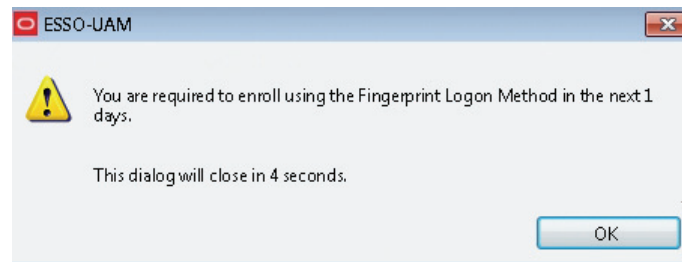 ESSO-UAM
You are required to enroll using the Fingerprint Logon Method in the next 1
days.
This dialog will close in 4 seconds.
OK